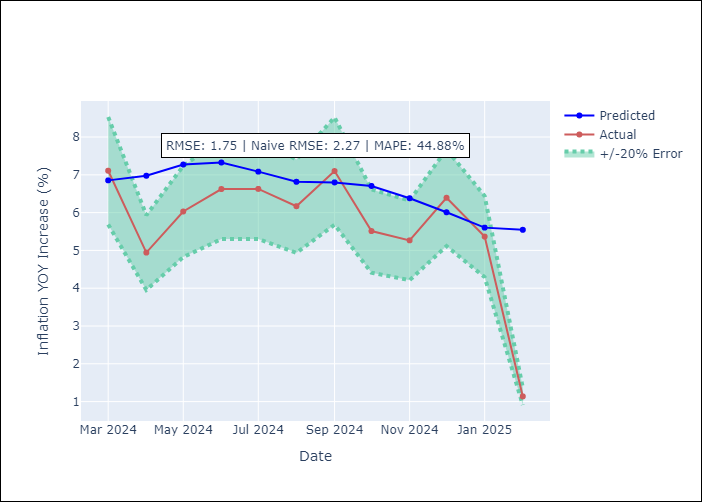 RMSE: 1.75 | Naive RMSE: 2.27 | MAPE: 44.88%
Predicted
Actual
+/-20% Error
Inflation YOY Increase (%)
8
7
6
5
4
3
2
1
Mar 2024
May 2024
Jul 2024
Sep 2024
Nov 2024
Jan 2025
Date